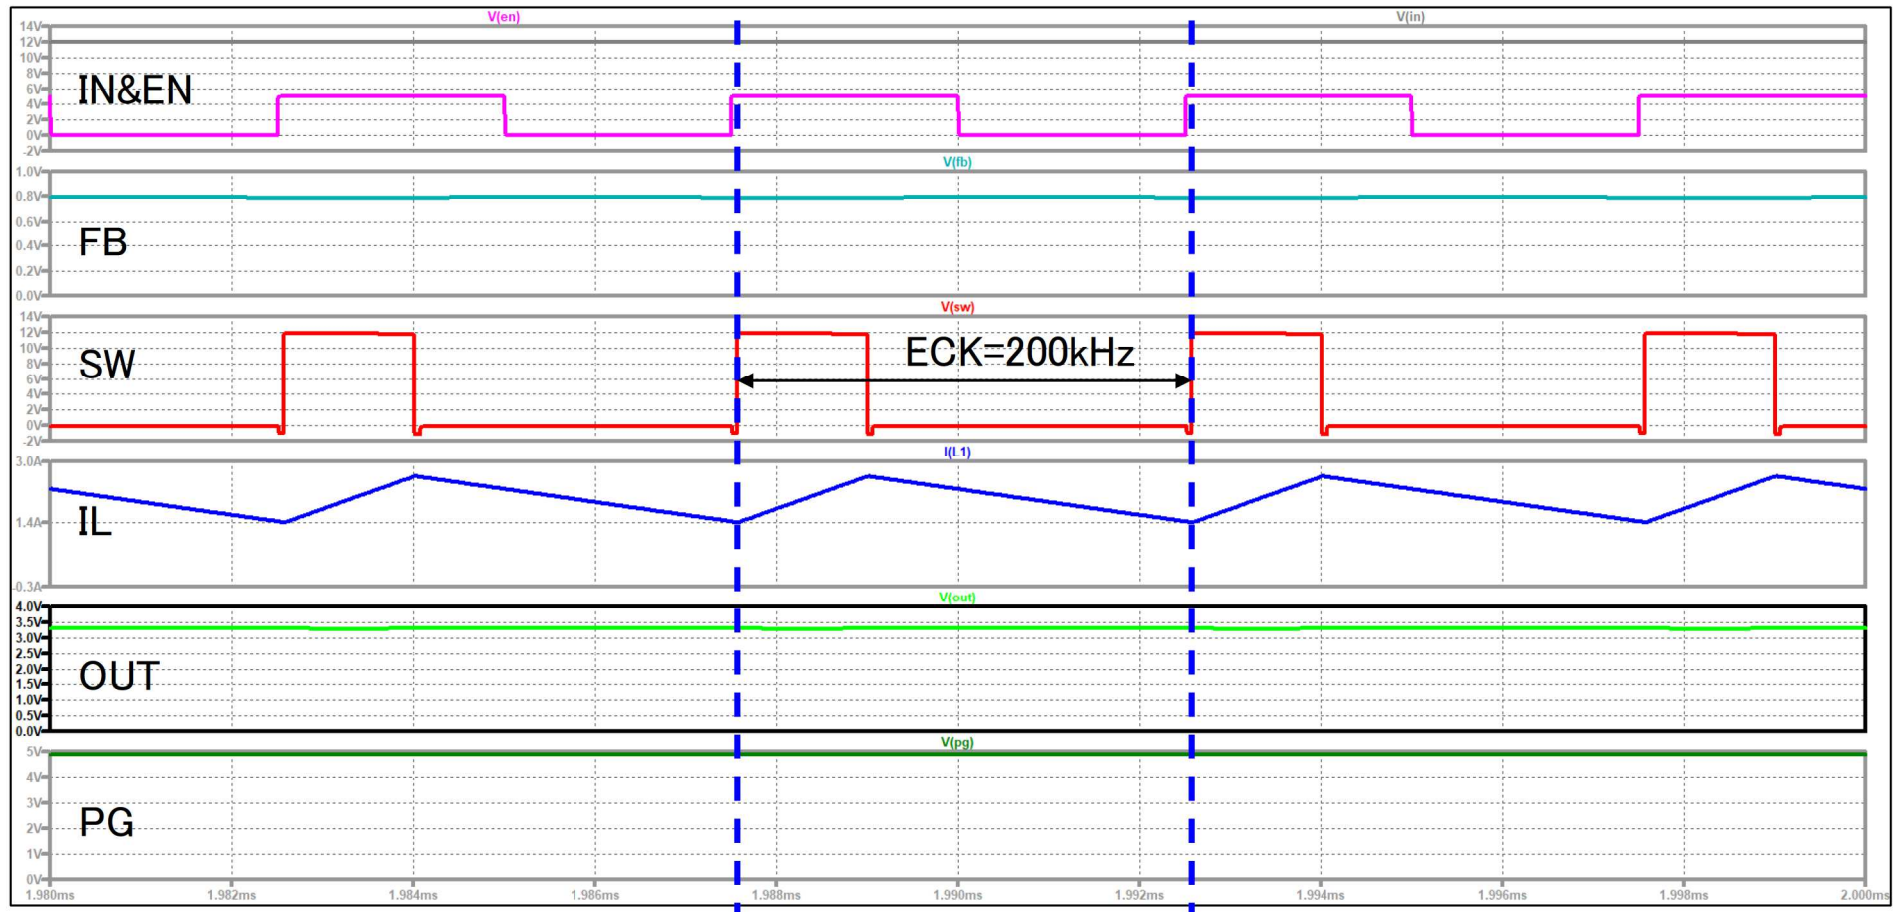 V(en) V(in)
14V
12V
10V
8V
6V
4V
2V
0V
-2V
IN&EN
V(fb)
1.0V
0.8V
0.6V
0.4V
0.2V
0.0V
FB
V(sw)
14V
12V
10V
8V
6V
4V
2V
0V
-2V
SW
ECK=200kHz
I(L1)
3.0A
1.4A
-0.3A
IL
V(out)
4.0V
3.5V
3.0V
2.5V
2.0V
1.5V
1.0V
0.5V
0.0V
OUT
V(pg)
5V
4V
3V
2V
1V
0V
PG
1.980ms 1.982ms 1.984ms 1.986ms 1.988ms 1.990ms 1.992ms 1.994ms 1.996ms 1.998ms 2.000ms